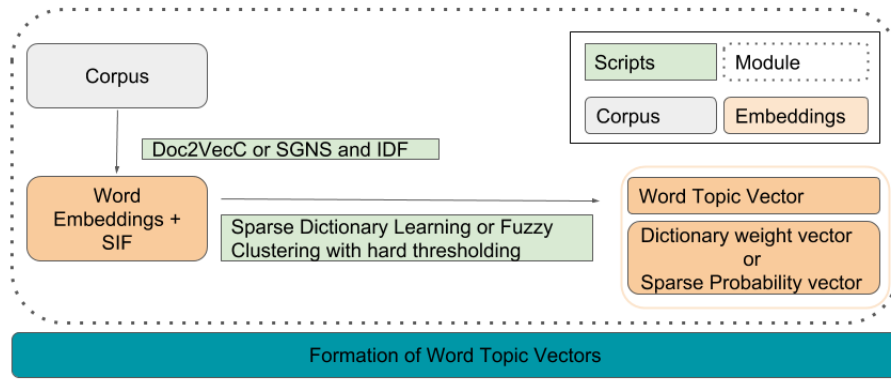 Corpus
Scripts
Module
Corpus
Embeddings
Doc2VecC or SGNS and IDF
Word
Embeddings +
SIF
Sparse Dictionary Learning or Fuzzy
Clustering with hard thresholding
Word Topic Vector
Dictionary weight vector
or
Sparse Probability vector
Formation of Word Topic Vectors